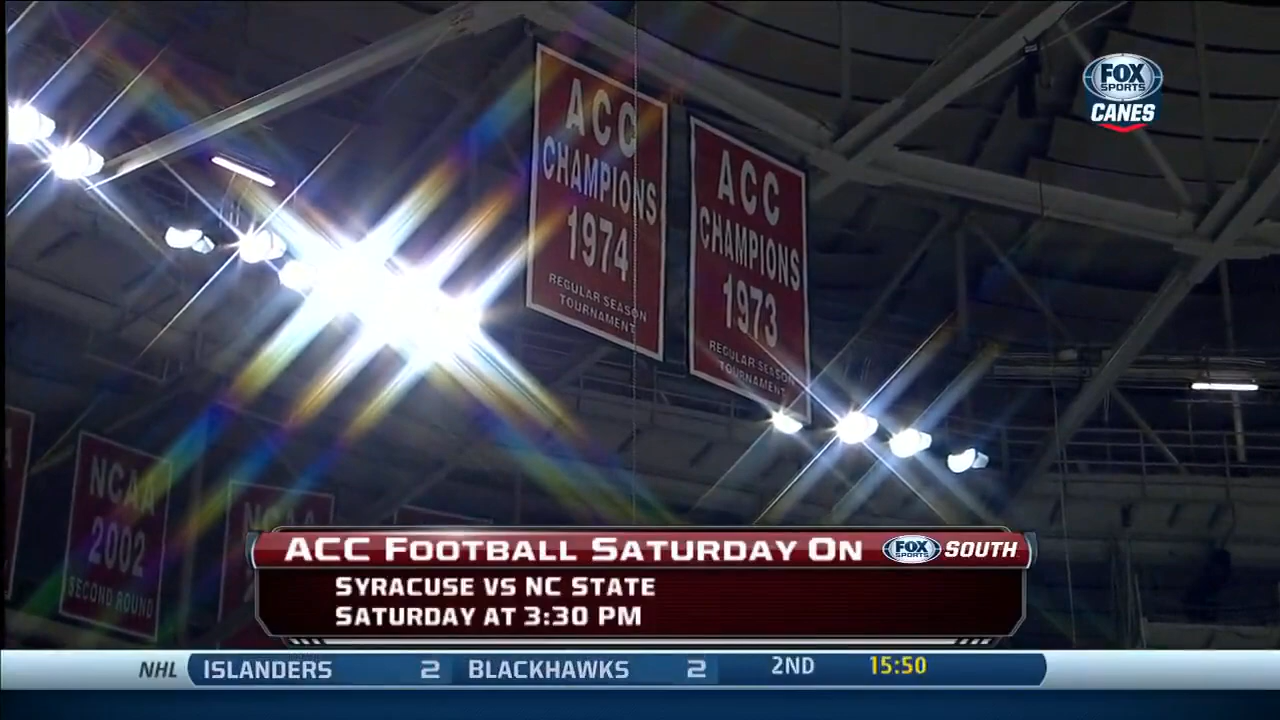 FOX
SPORTS
CANES
ACC
CHAMPIONS
1974
REGULAR SEASON
TOURNAMENT
ACC
CHAMPIONS
1973
REGULAR SEASON
TOURNAMENT
NCAA
2002
SECOND ROUND
NCAA
ACC FOOTBALL SATURDAY ON FOX SPORTS SOUTH
SYRACUSE VS NC STATE
SATURDAY AT 3:30 PM
NHL ISLANDERS 2 BLACKHAWKS 2 2ND 15:50